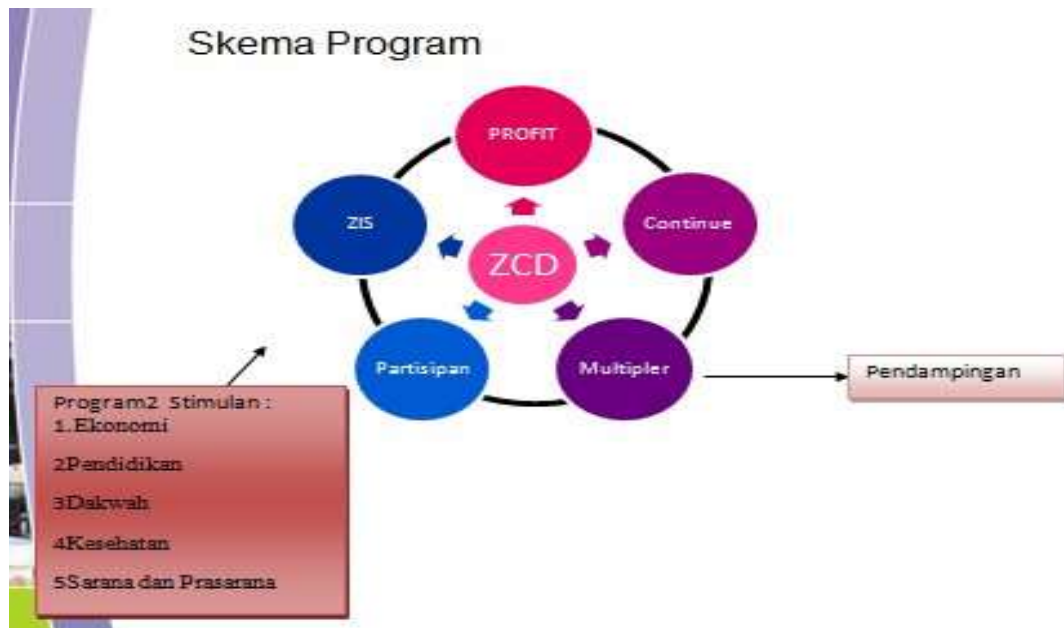 Skema Program
PROFIT
ZIS
Continue
ZCD
Partisipan
Multipler
Pendampingan
Program2 Stimulan :
1.Ekonomi
2Pendidikan
3Dakwah
4Kesehatan
5Sarana dan Prasarana